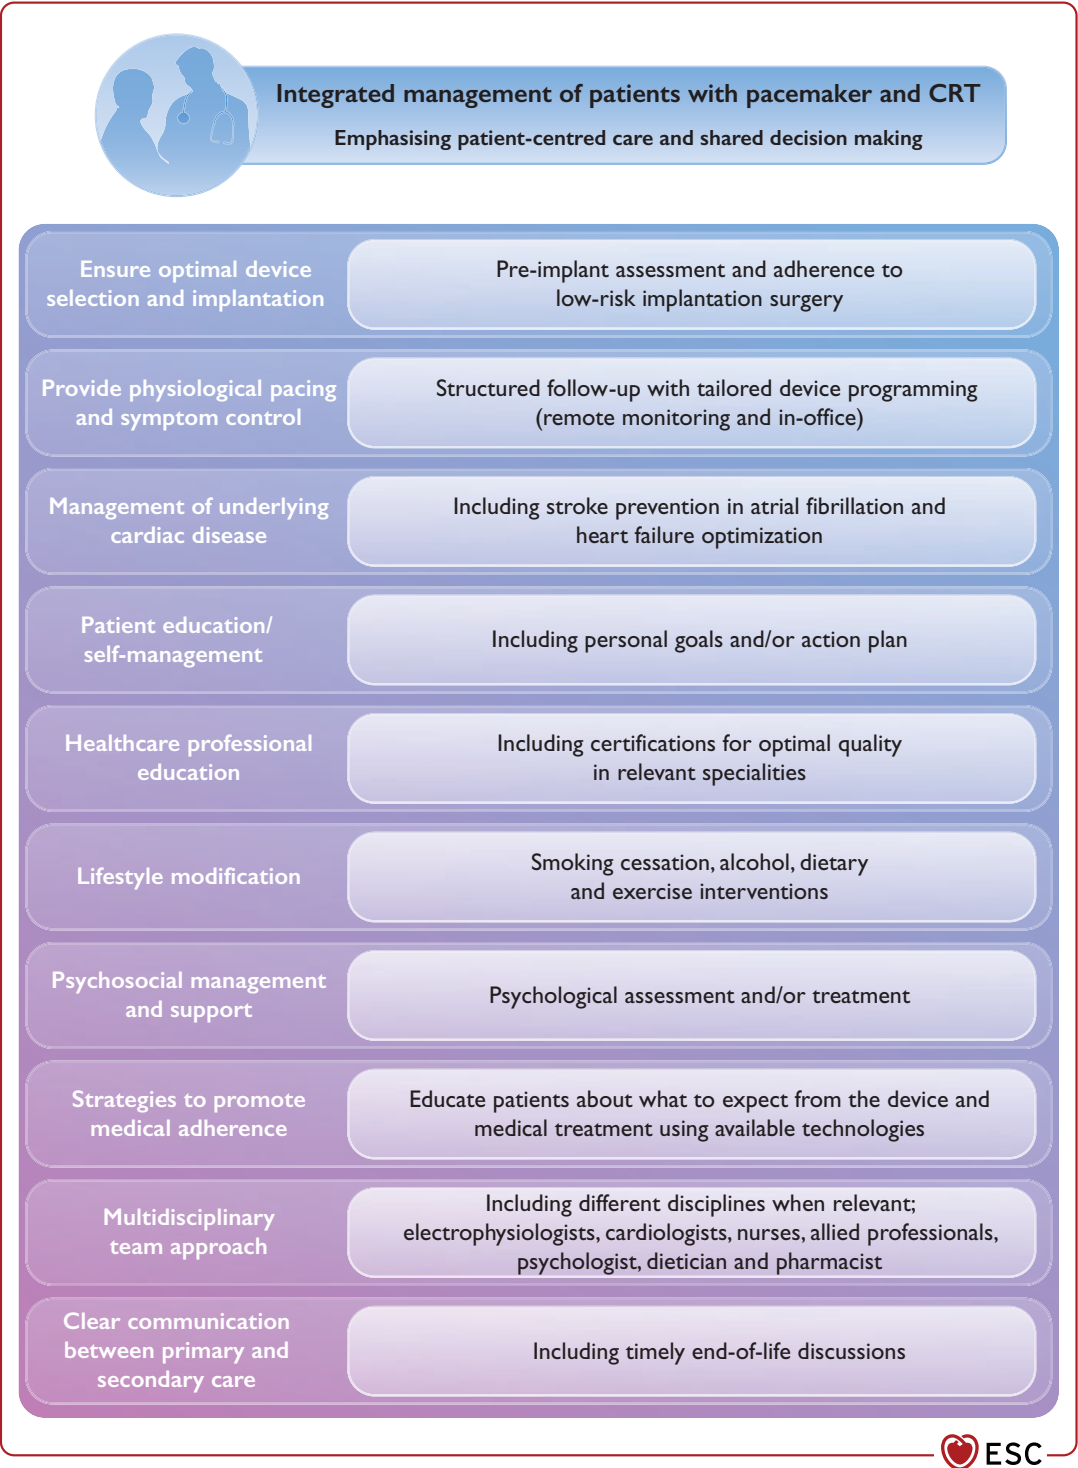 Integrated management of patients with pacemaker and CRT
Emphasising patient-centred care and shared decision making
Ensure optimal device
selection and implantation
Pre-implant assessment and adherence to
low-risk implantation surgery
Provide physiological pacing
and symptom control
Structured follow-up with tailored device programming
(remote monitoring and in-office)
Management of underlying
cardiac disease
Including stroke prevention in atrial fibrillation and
heart failure optimization
Patient education/
self-management
Including personal goals and/or action plan
Healthcare professional
education
Including certifications for optimal quality
in relevant specialities
Lifestyle modification
Smoking cessation, alcohol, dietary
and exercise interventions
Psychosocial management
and support
Psychological assessment and/or treatment
Strategies to promote
medical adherence
Educate patients about what to expect from the device and
medical treatment using available technologies
Multidisciplinary
team approach
Including different disciplines when relevant;
electrophysiologists, cardiologists, nurses, allied professionals,
psychologist, dietician and pharmacist
Clear communication
between primary and
secondary care
Including timely end-of-life discussions
ESC